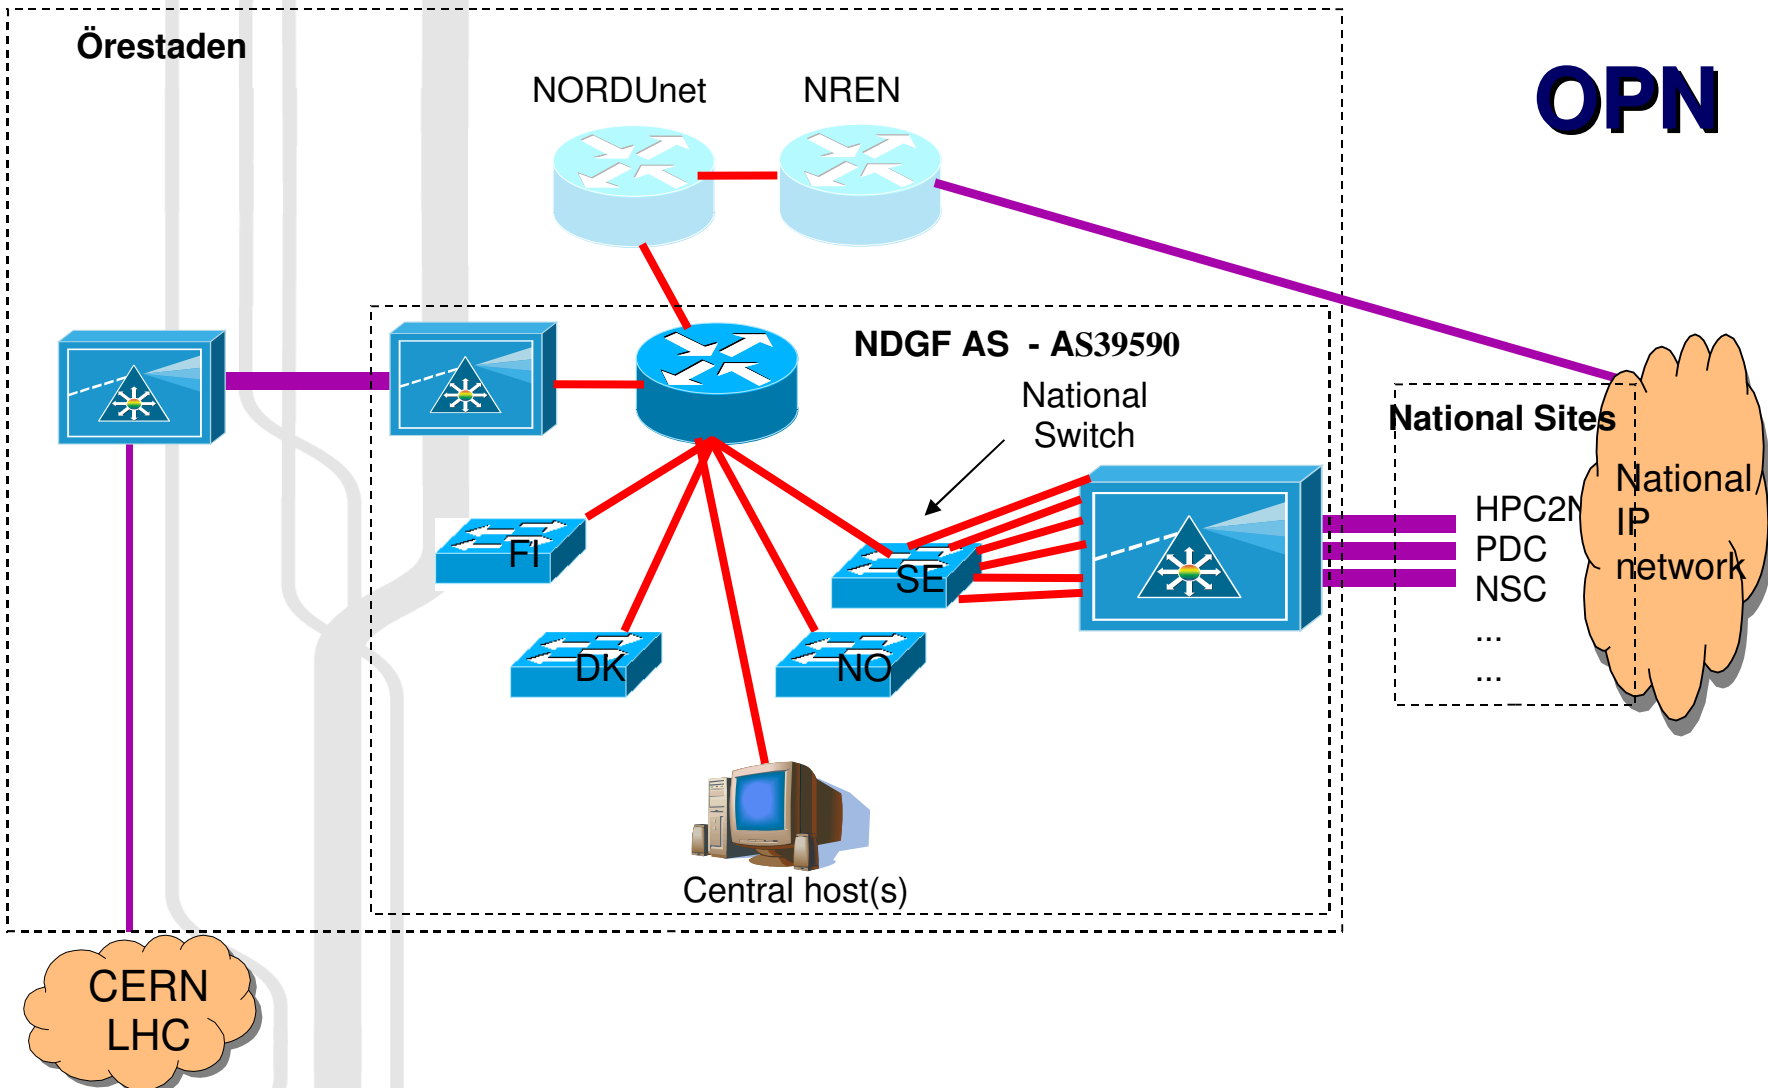 Örestaden
OPN
NORDUnet
NREN
NDGF AS - AS39590
National
Switch
National Sites
HPC2N
PDC
NSC
...
...
National
IP
network
FI
SE
DK
NO
Central host(s)
CERN
LHC